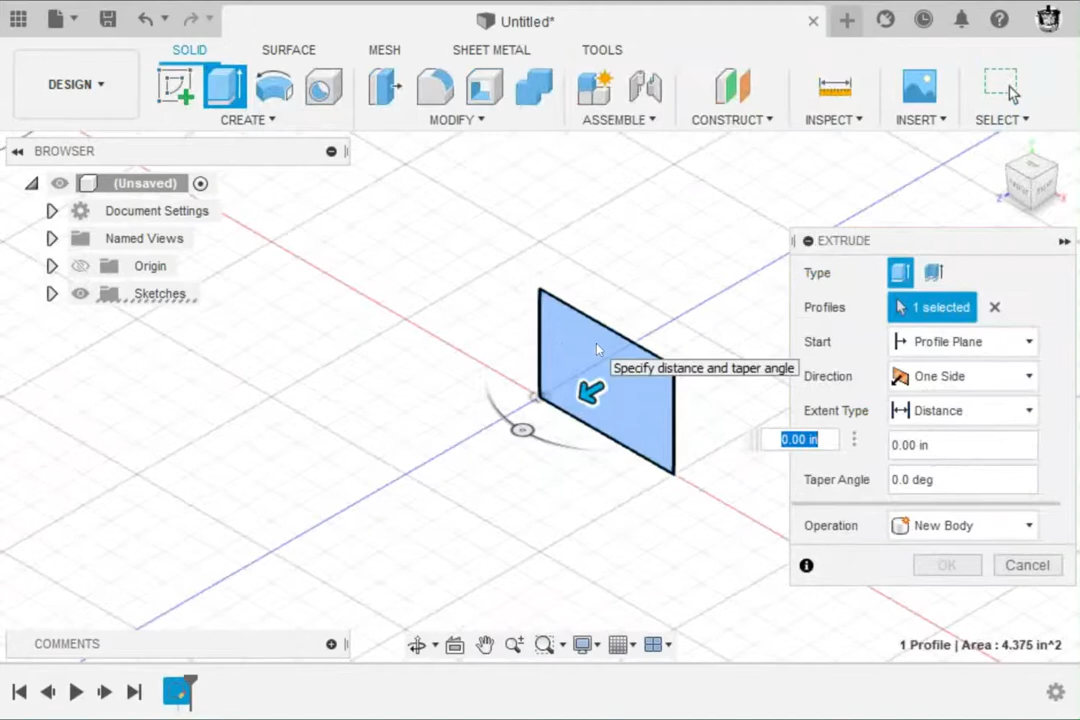 Untitled*
SOLID SURFACE MESH SHEET METAL TOOLS
DESIGN
CREATE MODIFY ASSEMBLE CONSTRUCT INSPECT INSERT SELECT
BROWSER
(Unsaved)
Document Settings
Named Views
Origin
Sketches
EXTRUDE
Type
Profiles 1 selected
Start Profile Plane
Specify distance and taper angle
Direction One Side
Extent Type Distance
0.00 in
0.00 in
Taper Angle 0.0 deg
Operation New Body
OK Cancel
COMMENTS
1 Profile | Area : 4.375 in^2